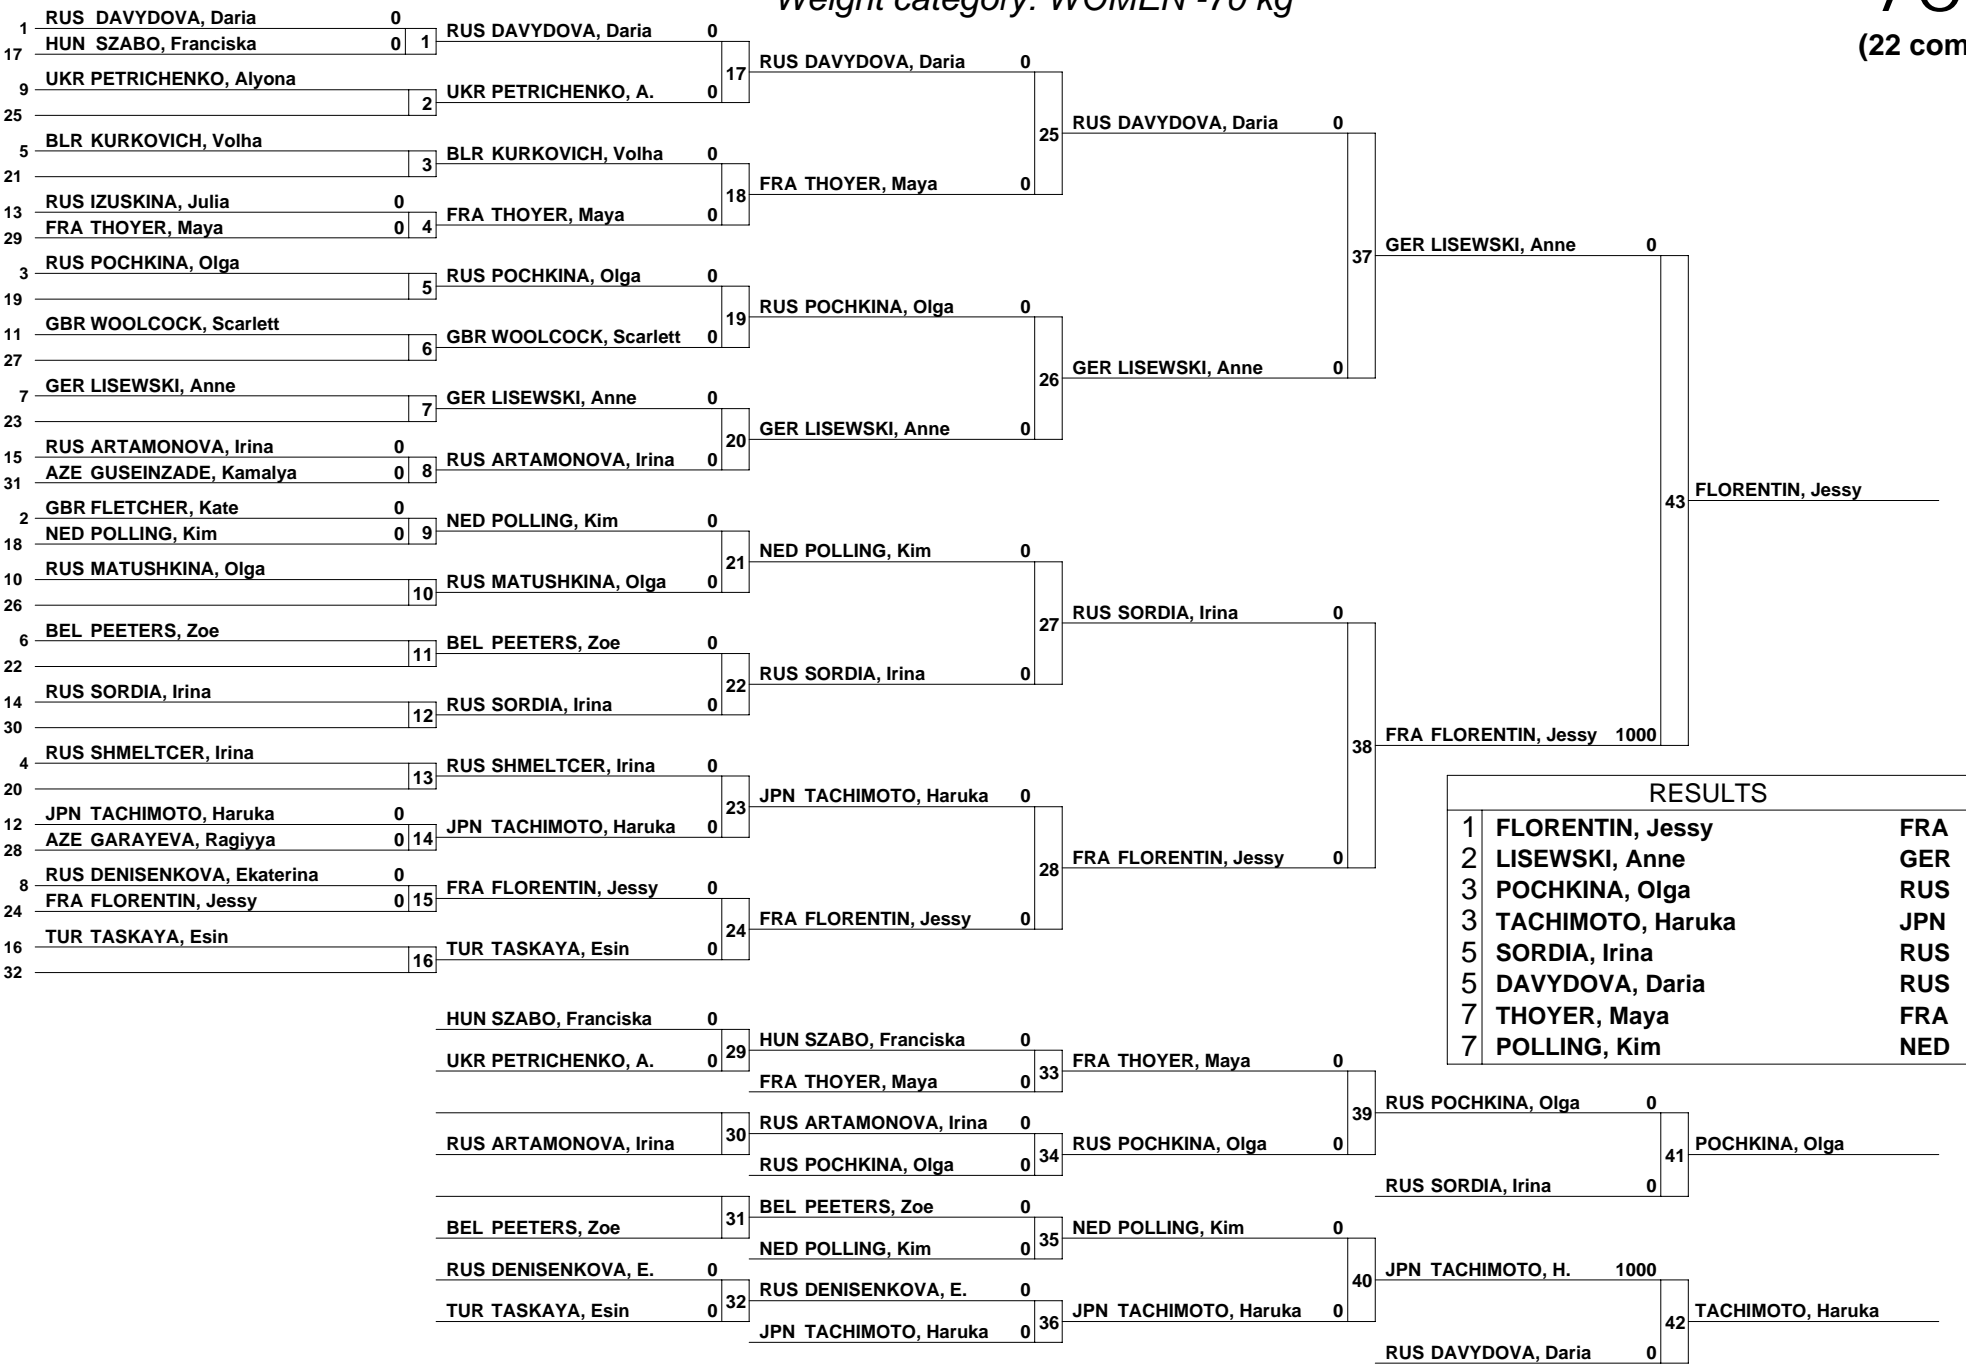 Weight category: WOMEN -70 kg
(22 com
1 RUS DAVYDOVA, Daria 0
17 HUN SZABO, Franciska 0 1
9 UKR PETRICHENKO, Alyona
25 2
5 BLR KURKOVICH, Volha
21 3
13 RUS IZUSKINA, Julia 0
29 FRA THOYER, Maya 0 4
3 RUS POCHKINA, Olga
19 5
11 GBR WOOLCOCK, Scarlett
27 6
7 GER LISEWSKI, Anne
23 7
15 RUS ARTAMONOVA, Irina 0
31 AZE GUSEINZADE, Kamalya 0 8
2 GBR FLETCHER, Kate 0
18 NED POLLING, Kim 0 9
10 RUS MATUSHKINA, Olga
26 10
6 BEL PEETERS, Zoe
22 11
14 RUS SORDIA, Irina
30 12
4 RUS SHMELTCER, Irina
20 13
12 JPN TACHIMOTO, Haruka 0
28 AZE GARAYEVA, Ragiyya 0 14
8 RUS DENISENKOVA, Ekaterina 0
24 FRA FLORENTIN, Jessy 0 15
16 TUR TASKAYA, Esin
32 16
RUS DAVYDOVA, Daria 0
17
UKR PETRICHENKO, A. 0
BLR KURKOVICH, Volha 0
18
FRA THOYER, Maya 0
RUS POCHKINA, Olga 0
19
GBR WOOLCOCK, Scarlett 0
GER LISEWSKI, Anne 0
20
RUS ARTAMONOVA, Irina 0
NED POLLING, Kim 0
21
RUS MATUSHKINA, Olga 0
BEL PEETERS, Zoe 0
22
RUS SORDIA, Irina 0
RUS SHMELTCER, Irina 0
23
JPN TACHIMOTO, Haruka 0
FRA FLORENTIN, Jessy 0
24
TUR TASKAYA, Esin 0
RUS DAVYDOVA, Daria 0
25
FRA THOYER, Maya 0
RUS POCHKINA, Olga 0
26
GER LISEWSKI, Anne 0
NED POLLING, Kim 0
27
RUS SORDIA, Irina 0
JPN TACHIMOTO, Haruka 0
28
FRA FLORENTIN, Jessy 0
RUS DAVYDOVA, Daria 0
37
GER LISEWSKI, Anne 0
RUS SORDIA, Irina 0
38
FRA FLORENTIN, Jessy 0
GER LISEWSKI, Anne 0
43
FRA FLORENTIN, Jessy 1000
FLORENTIN, Jessy
RESULTS
1 FLORENTIN, Jessy FRA
2 LISEWSKI, Anne GER
3 POCHKINA, Olga RUS
3 TACHIMOTO, Haruka JPN
5 SORDIA, Irina RUS
5 DAVYDOVA, Daria RUS
7 THOYER, Maya FRA
7 POLLING, Kim NED
HUN SZABO, Franciska 0
29
UKR PETRICHENKO, A. 0
30
RUS ARTAMONOVA, Irina
31
BEL PEETERS, Zoe
RUS DENISENKOVA, E. 0
32
TUR TASKAYA, Esin 0
HUN SZABO, Franciska 0
33
FRA THOYER, Maya 0
RUS ARTAMONOVA, Irina 0
34
RUS POCHKINA, Olga 0
BEL PEETERS, Zoe 0
35
NED POLLING, Kim 0
RUS DENISENKOVA, E. 0
36
JPN TACHIMOTO, Haruka 0
FRA THOYER, Maya 0
39
RUS POCHKINA, Olga 0
NED POLLING, Kim 0
40
JPN TACHIMOTO, Haruka 0
RUS POCHKINA, Olga 0
41
RUS SORDIA, Irina 0
JPN TACHIMOTO, H. 1000
42
RUS DAVYDOVA, Daria 0
POCHKINA, Olga
TACHIMOTO, Haruka